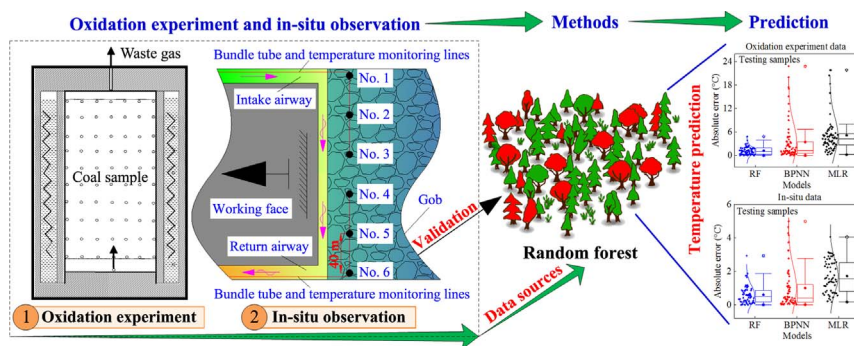 Oxidation experiment and in-situ observation
Methods
Prediction
Waste gas
Coal sample
1 Oxidation experiment
Bundle tube and temperature monitoring lines
Intake airway
No. 1
No. 2
No. 3
No. 4
No. 5
No. 6
Working face
Gob
Return airway
40 m
Bundle tube and temperature monitoring lines
2 In-situ observation
Validation
Data sources
Random forest
Temperature prediction
Oxidation experiment data
Testing samples
Absolute error (°C)
24
16
8
0
RF
BPNN
MLR
Models
In-situ data
Testing samples
Absolute error (°C)
6
4
2
0
RF
BPNN
MLR
Models